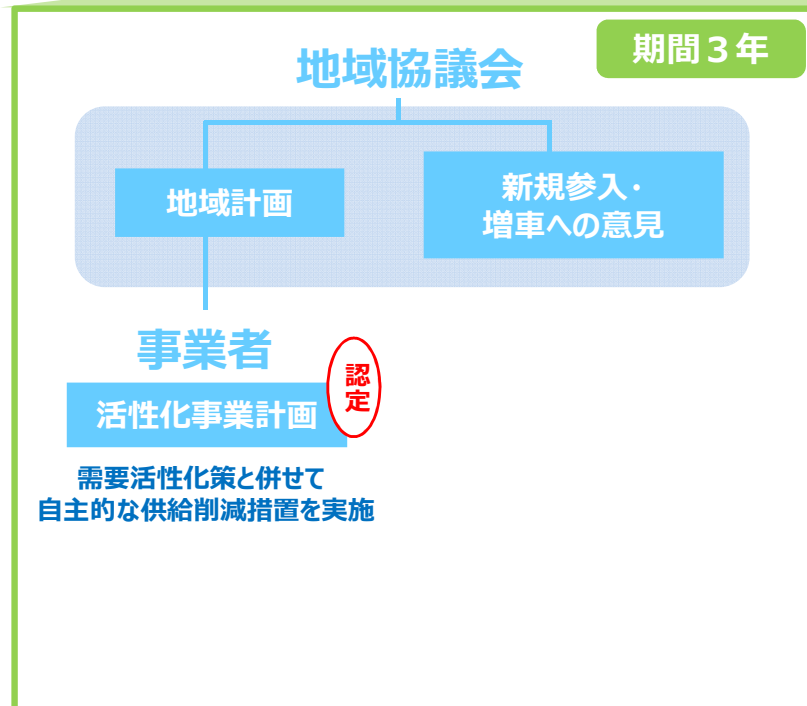 期間３年
地域協議会
地域計画
新規参入・
増車への意見
事業者
認定
活性化事業計画
需要活性化策と併せて
自主的な供給削減措置を実施